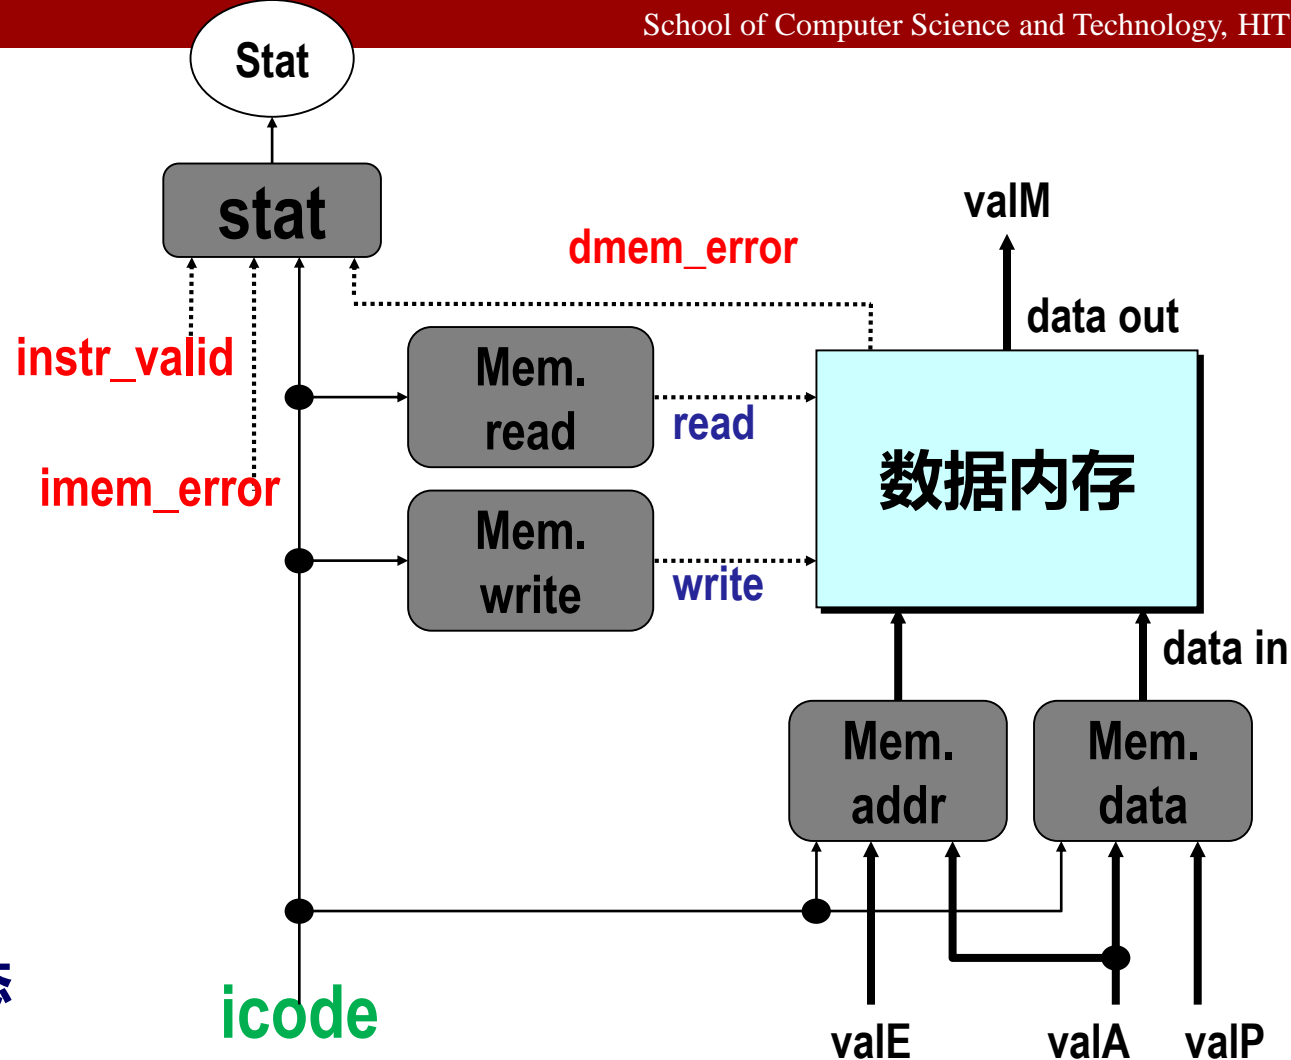 School of Computer Science and Technology, HIT
Stat
stat
valM
dmem_error
data out
instr_valid
Mem.
read
read
数据内存
imem_error
Mem.
write
write
data in
Mem.
addr
Mem.
data
icode
valE
valA
valP